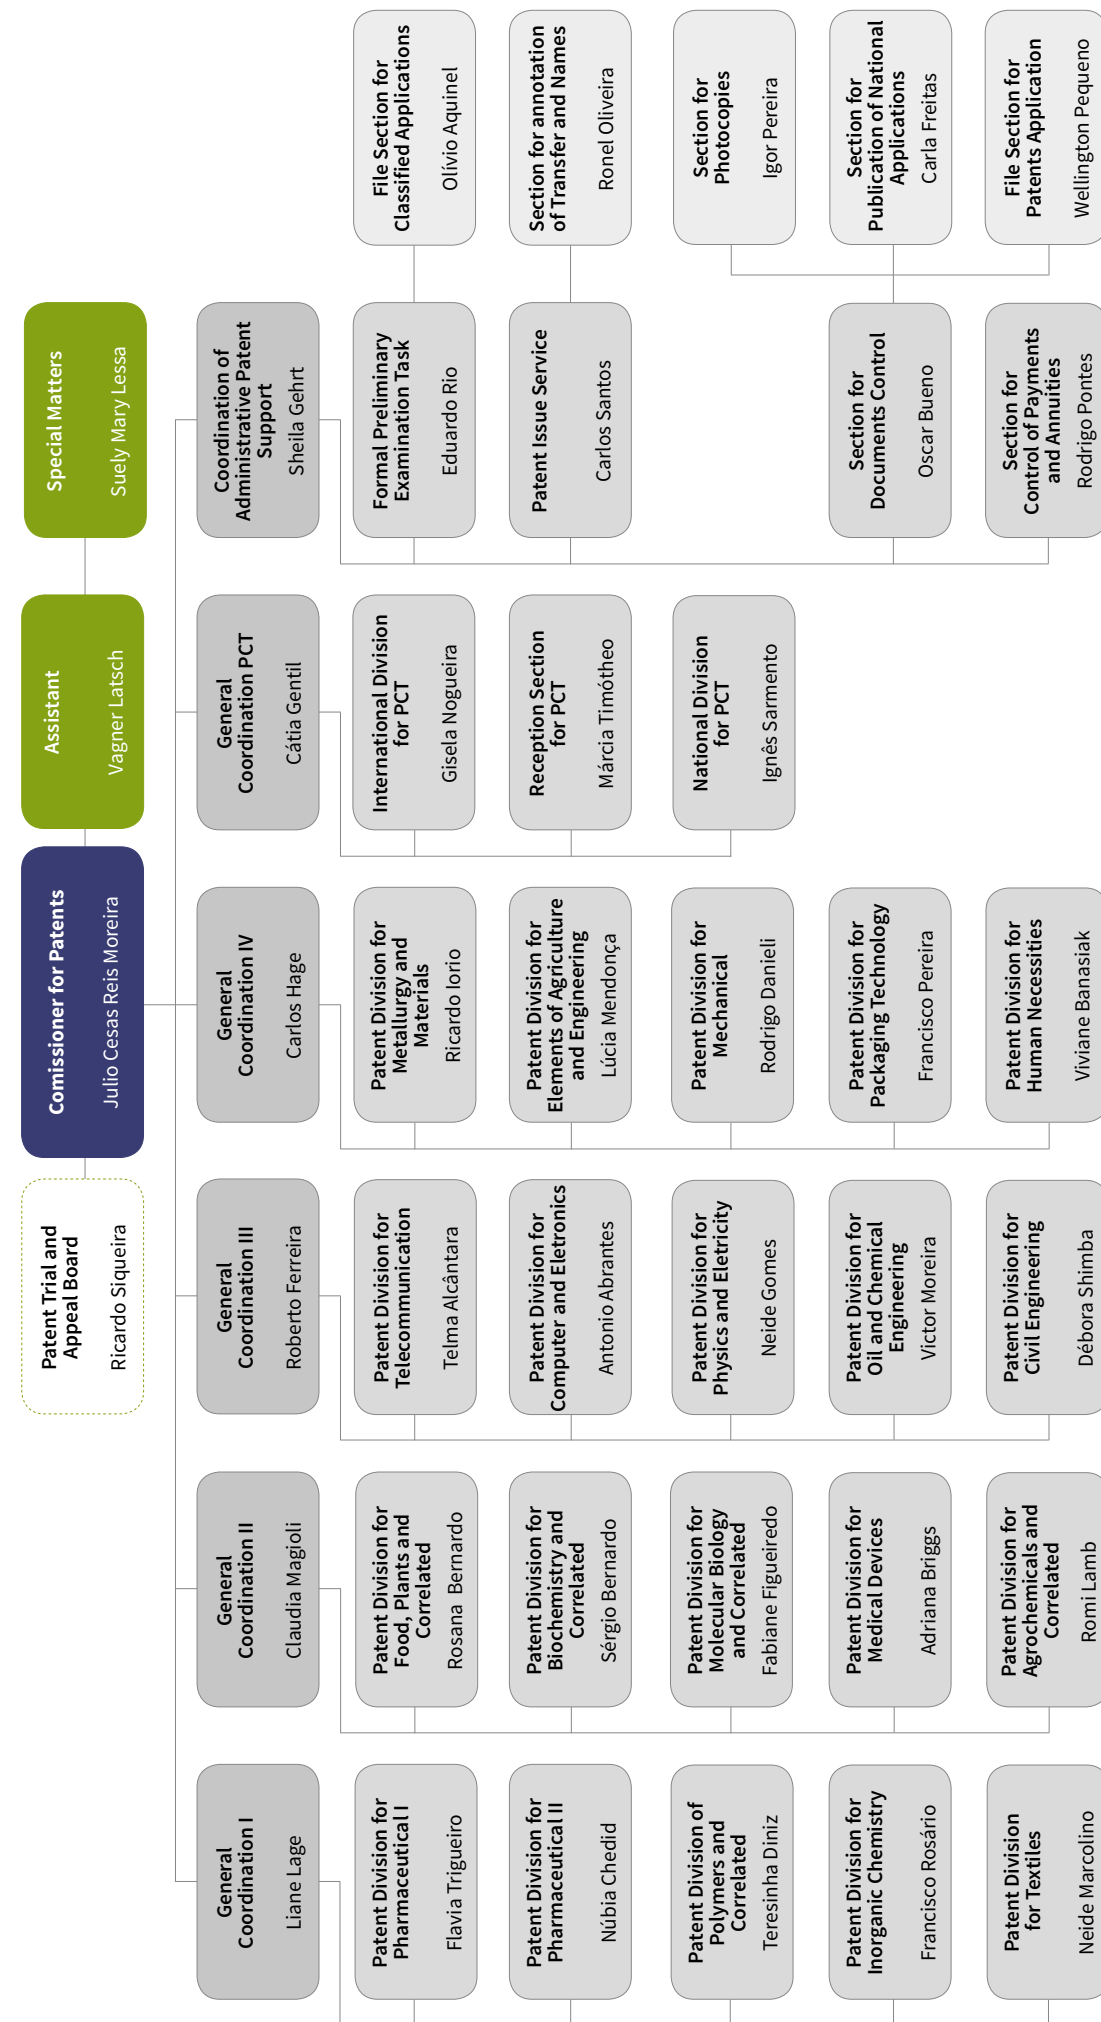 Patent Trial and
Appeal Board
Ricardo Siqueira
Comissioner for Patents
Julio Cesas Reis Moreira
Assistant
Vagner Latsch
Special Matters
Suely Mary Lessa
General
Coordination I
Liane Lage
General
Coordination II
Claudia Magioli
General
Coordination III
Roberto Ferreira
General
Coordination IV
Carlos Hage
General
Coordination PCT
Cátia Gentil
Coordination of
Administrative Patent
Support
Sheila Gehrt
Patent Division for
Pharmaceutical I
Flavia Trigueiro
Patent Division for
Food, Plants and
Correlated
Rosana Bernardo
Patent Division for
Telecommunication
Telma Alcântara
Patent Division for
Metallurgy and
Materials
Ricardo Iorio
International Division
for PCT
Gisela Nogueira
Formal Preliminary
Examination Task
Eduardo Rio
File Section for
Classified Applications
Olívio Aquinel
Patent Division for
Pharmaceutical II
Núbia Chedid
Patent Division for
Biochemistry and
Correlated
Sérgio Bernardo
Patent Division for
Computer and Eletronics
Antonio Abrantes
Patent Division for
Elements of Agriculture
and Engineering
Lúcia Mendonça
Reception Section
for PCT
Márcia Timótheo
Patent Issue Service
Carlos Santos
Section for annotation
of Transfer and Names
Ronel Oliveira
Patent Division of
Polymers and
Correlated
Teresinha Diniz
Patent Division for
Molecular Biology
and Correlated
Fabiane Figueiredo
Patent Division for
Physics and Eletricity
Neide Gomes
Patent Division for
Mechanical
Rodrigo Danieli
National Division
for PCT
Ignês Sarmento
Section for
Photocopies
Igor Pereira
Patent Division for
Inorganic Chemistry
Francisco Rosário
Patent Division for
Medical Devices
Adriana Briggs
Patent Division for
Oil and Chemical
Engineering
Victor Moreira
Patent Division for
Packaging Technology
Francisco Pereira
Section for
Documents Control
Oscar Bueno
Section for
Publication of National
Applications
Carla Freitas
Patent Division
for Textiles
Neide Marcolino
Patent Division for
Agrochemicals and
Correlated
Romi Lamb
Patent Division for
Civil Engineering
Débora Shimba
Patent Division for
Human Necessities
Viviane Banasiak
Section for
Control of Payments
and Annuities
Rodrigo Pontes
File Section for
Patents Application
Wellington Pequeno